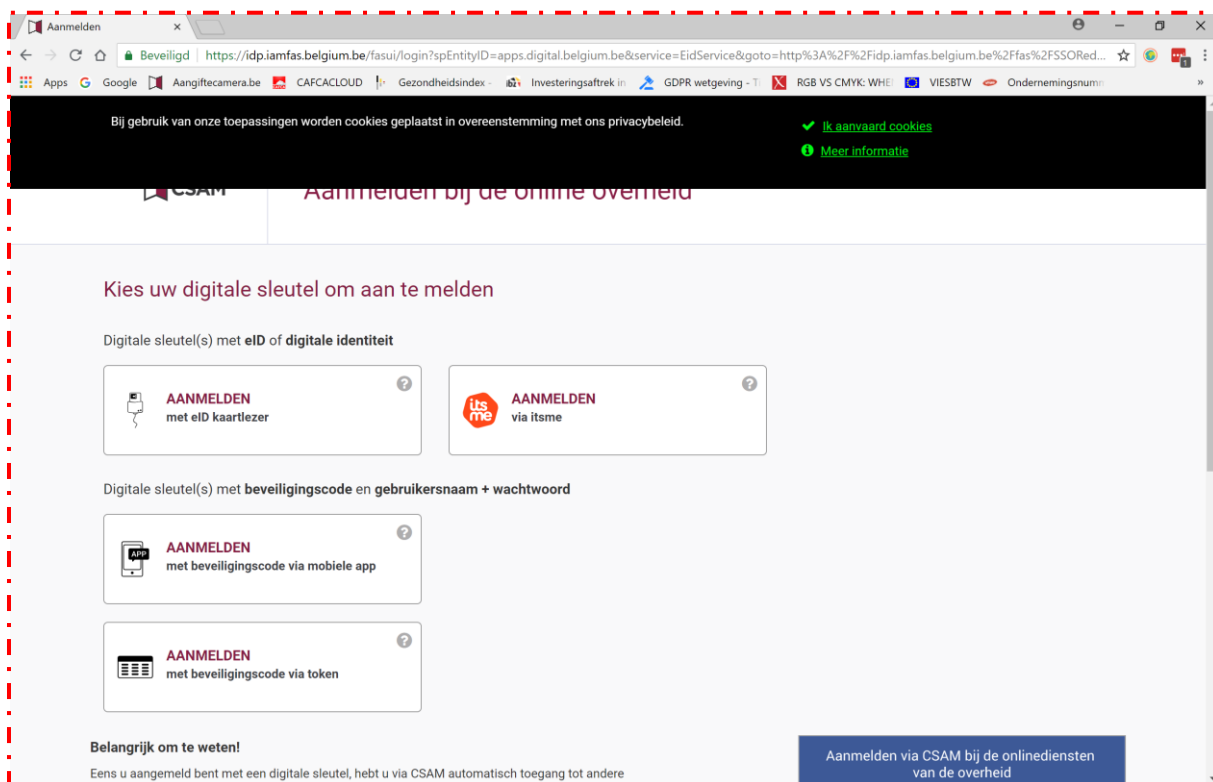 Aanmelden
Beveiligd https://idp.iamfas.belgium.be/fasui/login?spEntityID=apps.digital.belgium.be&service=EidService&goto=http%3A%2F%2Fidp.iamfas.belgium.be%2Ffas%2FSSORed...
Apps Google Aangiftecamera.be CAFCACLOUD Gezondheidsindex - Investeringsaftrek in GDPR wetgeving - Ti RGB VS CMYK: WHE VIESBTW Ondernemingsnum »
Bij gebruik van onze toepassingen worden cookies geplaatst in overeenstemming met ons privacybeleid.
Ik aanvaard cookies
Meer informatie
CSAM
Aanmelden bij de online overheid
Kies uw digitale sleutel om aan te melden
Digitale sleutel(s) met eID of digitale identiteit
AANMELDEN
met eID kaartlezer
?
its
me
AANMELDEN
via itsme
?
Digitale sleutel(s) met beveiligingscode en gebruikersnaam + wachtwoord
APP
AANMELDEN
met beveiligingscode via mobiele app
?
AANMELDEN
met beveiligingscode via token
?
Belangrijk om te weten!
Eens u aangemeld bent met een digitale sleutel, hebt u via CSAM automatisch toegang tot andere
Aanmelden via CSAM bij de onlinediensten
van de overheid